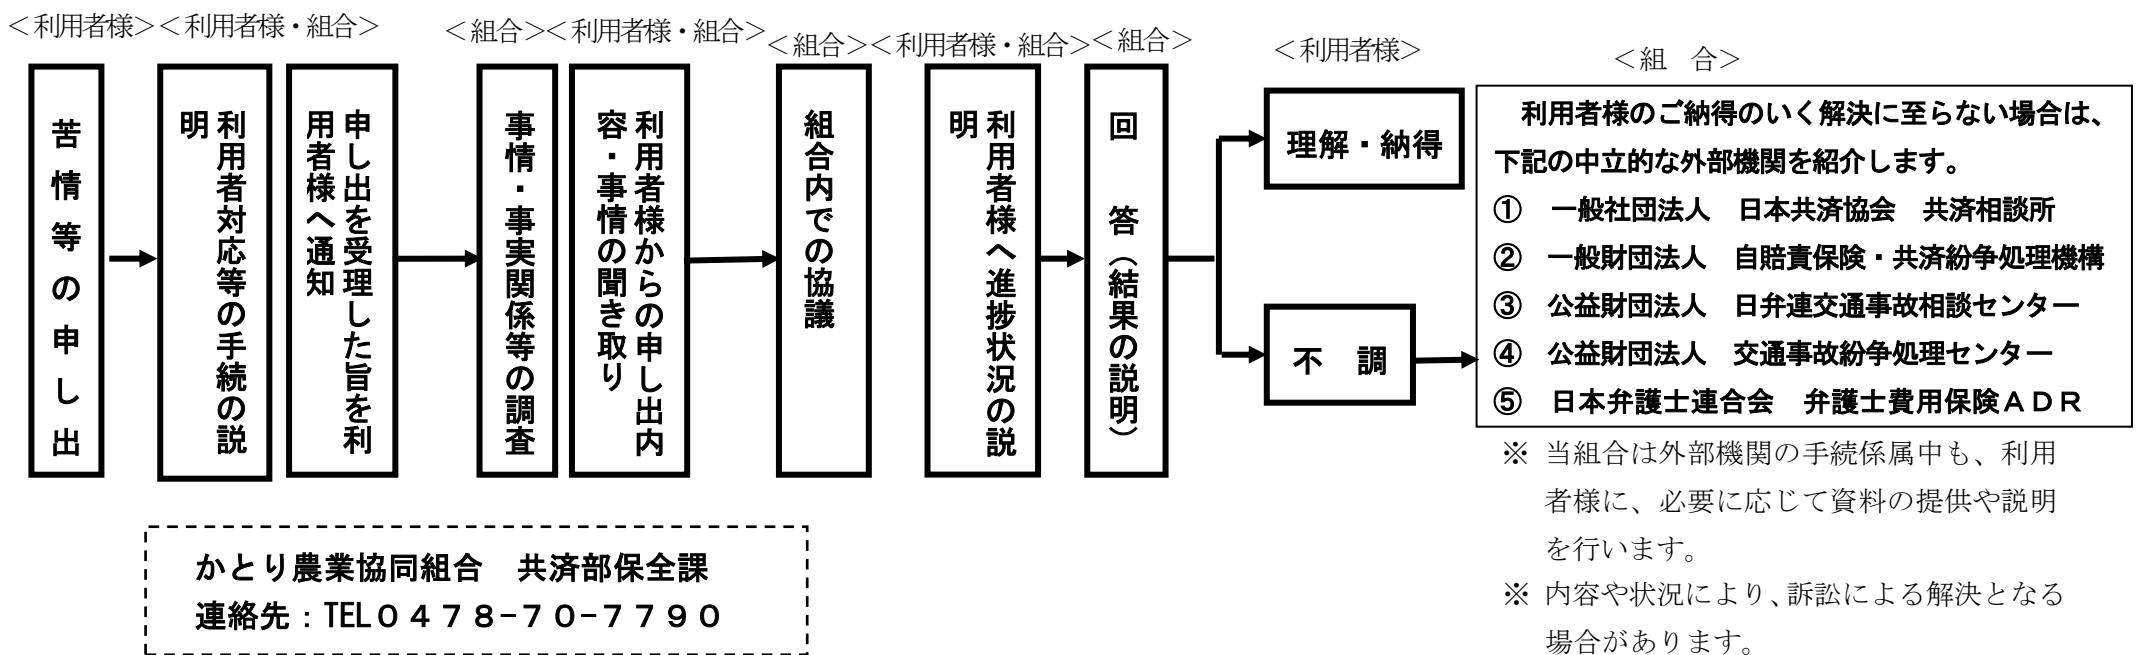 ＜利用者様＞
＜利用者様・組合＞
＜組合＞
＜利用者様・組合＞
＜組合＞
＜利用者様・組合＞
＜組合＞
＜利用者様＞
＜組　合＞
苦情等の申し出
利用者対応等の手続の説
明
申し出を受理した旨を利
用者様へ通知
事情・事実関係等の調査
利用者様からの申し出内
容・事情の聞き取り
組合内での協議
利用者様へ進捗状況の説
明
回　答（結果の説明）
理解・納得
不　調
利用者様のご納得のいく解決に至らない場合は、
下記の中立的な外部機関を紹介します。
①　一般社団法人　日本共済協会　共済相談所
②　一般財団法人　自賠責保険・共済紛争処理機構
③　公益財団法人　日弁連交通事故相談センター
④　公益財団法人　交通事故紛争処理センター
⑤　日本弁護士連合会　弁護士費用保険ＡＤＲ
※ 当組合は外部機関の手続係属中も、利用
者様に、必要に応じて資料の提供や説明
を行います。
※ 内容や状況により、訴訟による解決となる
場合があります。
かとり農業協同組合　共済部保全課
連絡先：TEL０４７８−７０−７７９０